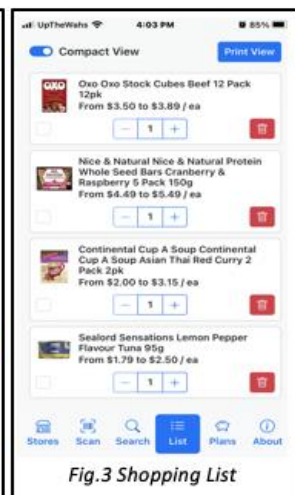 UpTheWahs 4:03 PM 85%
Compact View Print View
OXO
Oxo Oxo Stock Cubes Beef 12 Pack
12pk
From $3.50 to $3.89 / ea
− 1 +
Nice & Natural Nice & Natural Protein
Whole Seed Bars Cranberry &
Raspberry 5 Pack 150g
From $4.49 to $5.49 / ea
− 1 +
Continental Cup A Soup Continental
Cup A Soup Asian Thai Red Curry 2
Pack 2pk
From $2.00 to $3.15 / ea
− 1 +
Sealord Sensations Lemon Pepper
Flavour Tuna 95g
From $1.79 to $2.50 / ea
− 1 +
Stores Scan Search List Plans About
Fig.3 Shopping List